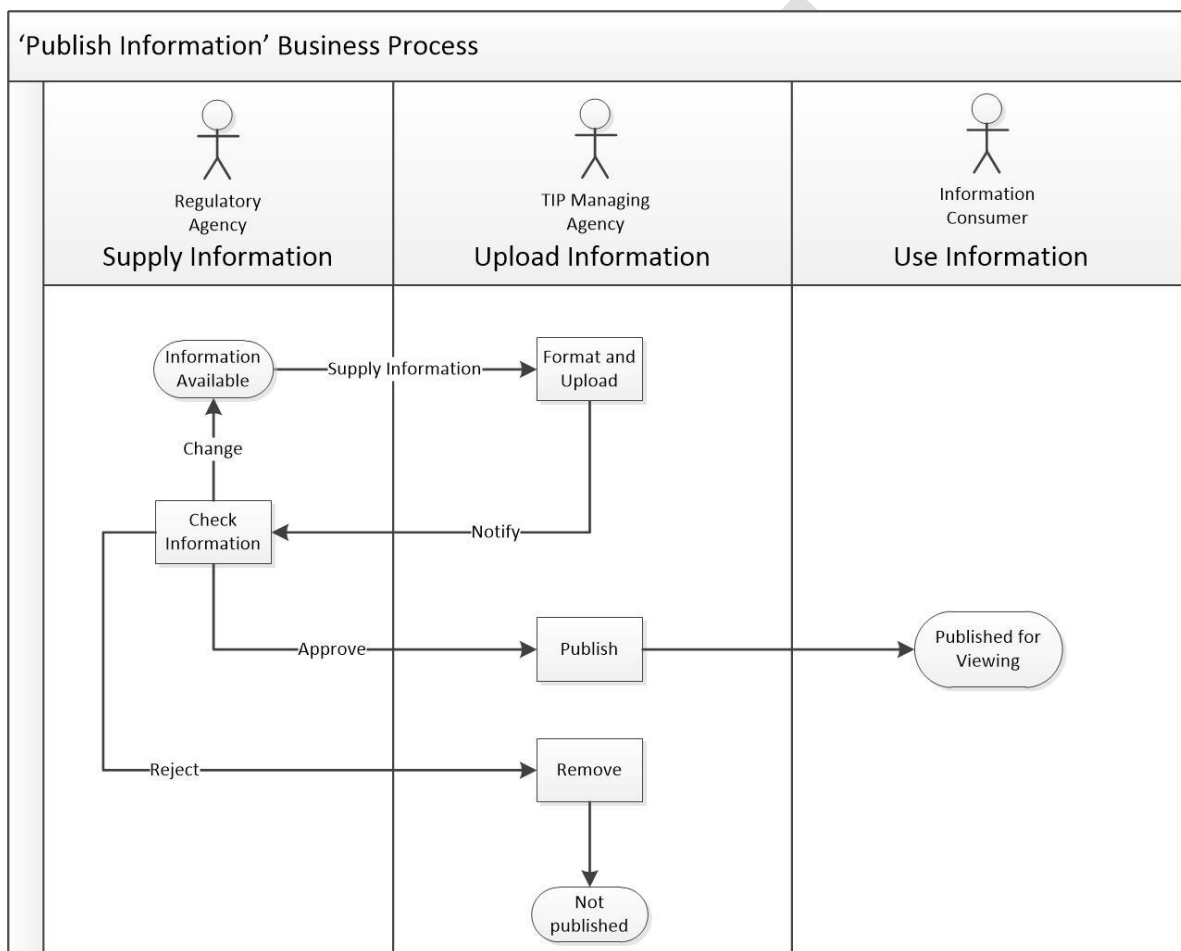 ‘Publish Information’ Business Process
Regulatory
Agency
Supply Information
TIP Managing
Agency
Upload Information
Information
Consumer
Use Information
Information
Available
Supply Information
Format and
Upload
Change
Check
Information
Notify
Approve
Publish
Published for
Viewing
Reject
Remove
Not
published